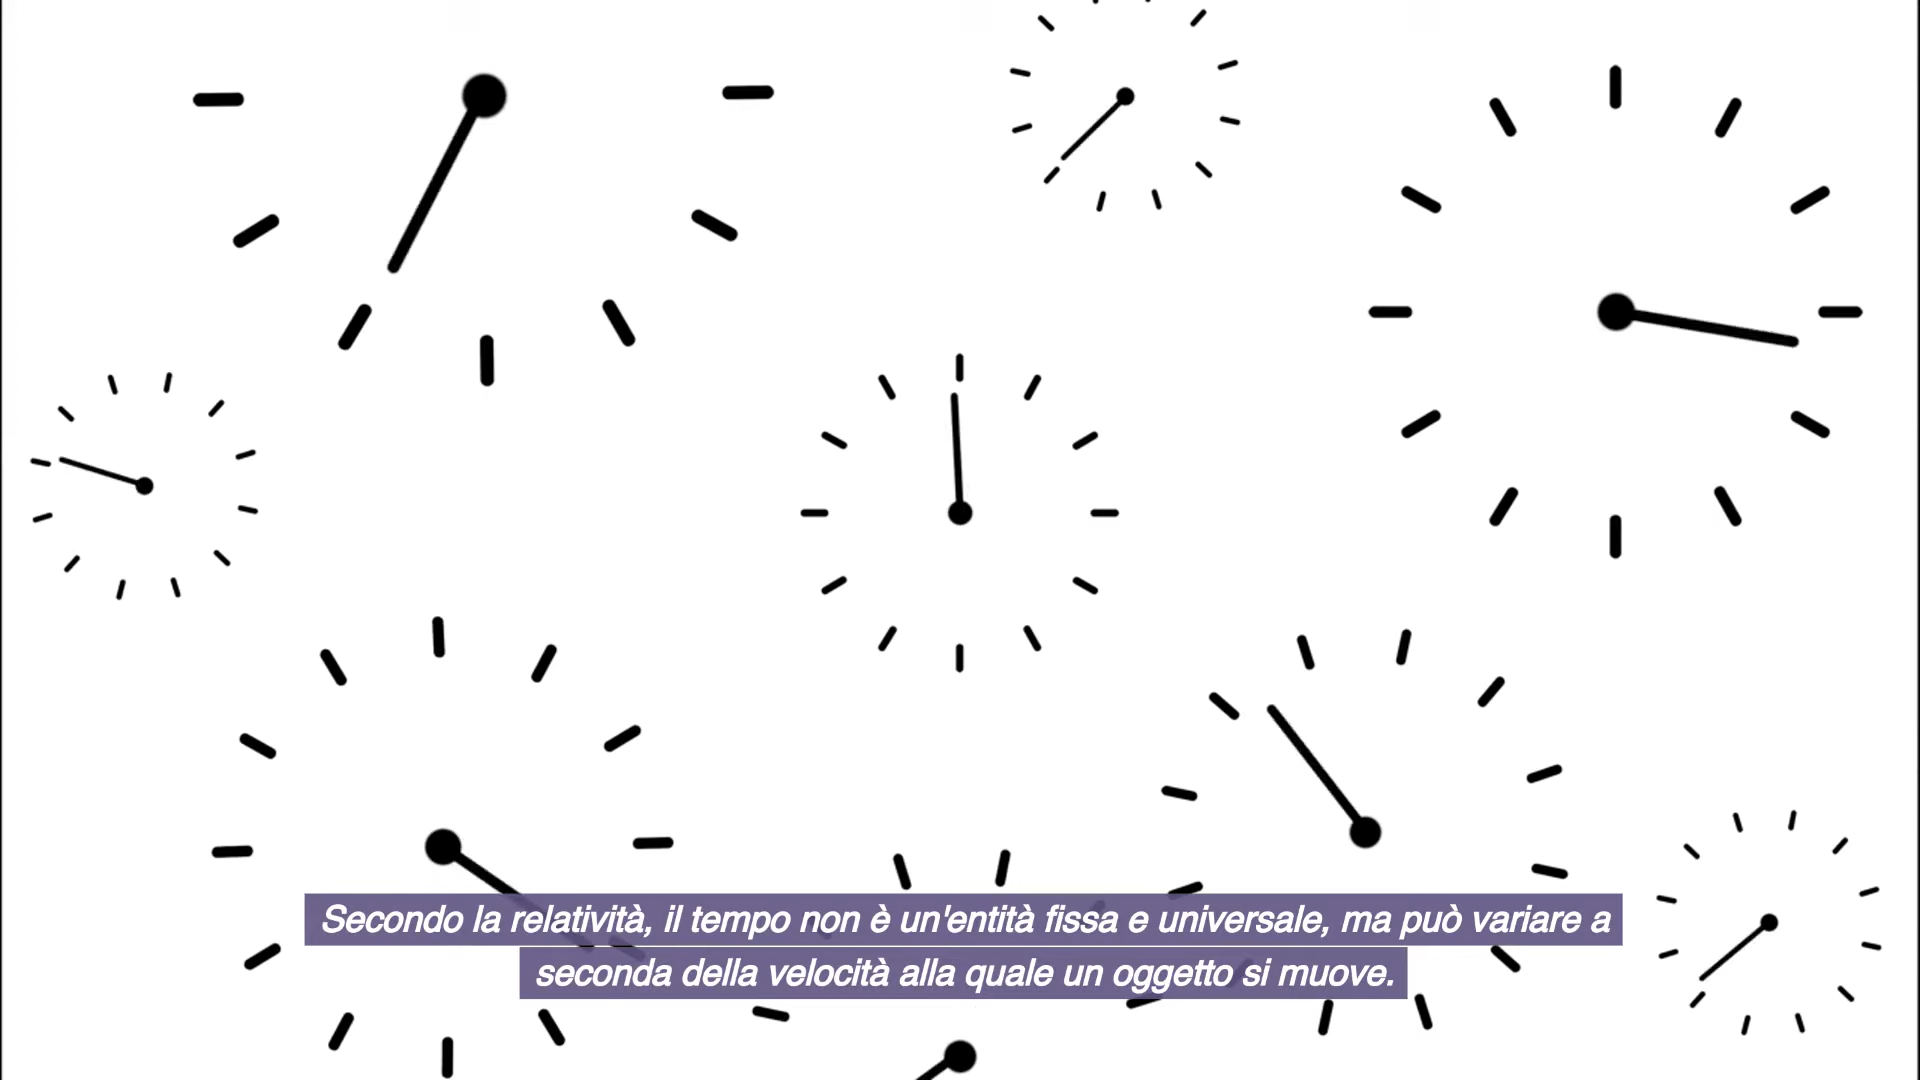 Secondo la relatività, il tempo non è un'entità fissa e universale, ma può variare a
seconda della velocità alla quale un oggetto si muove.